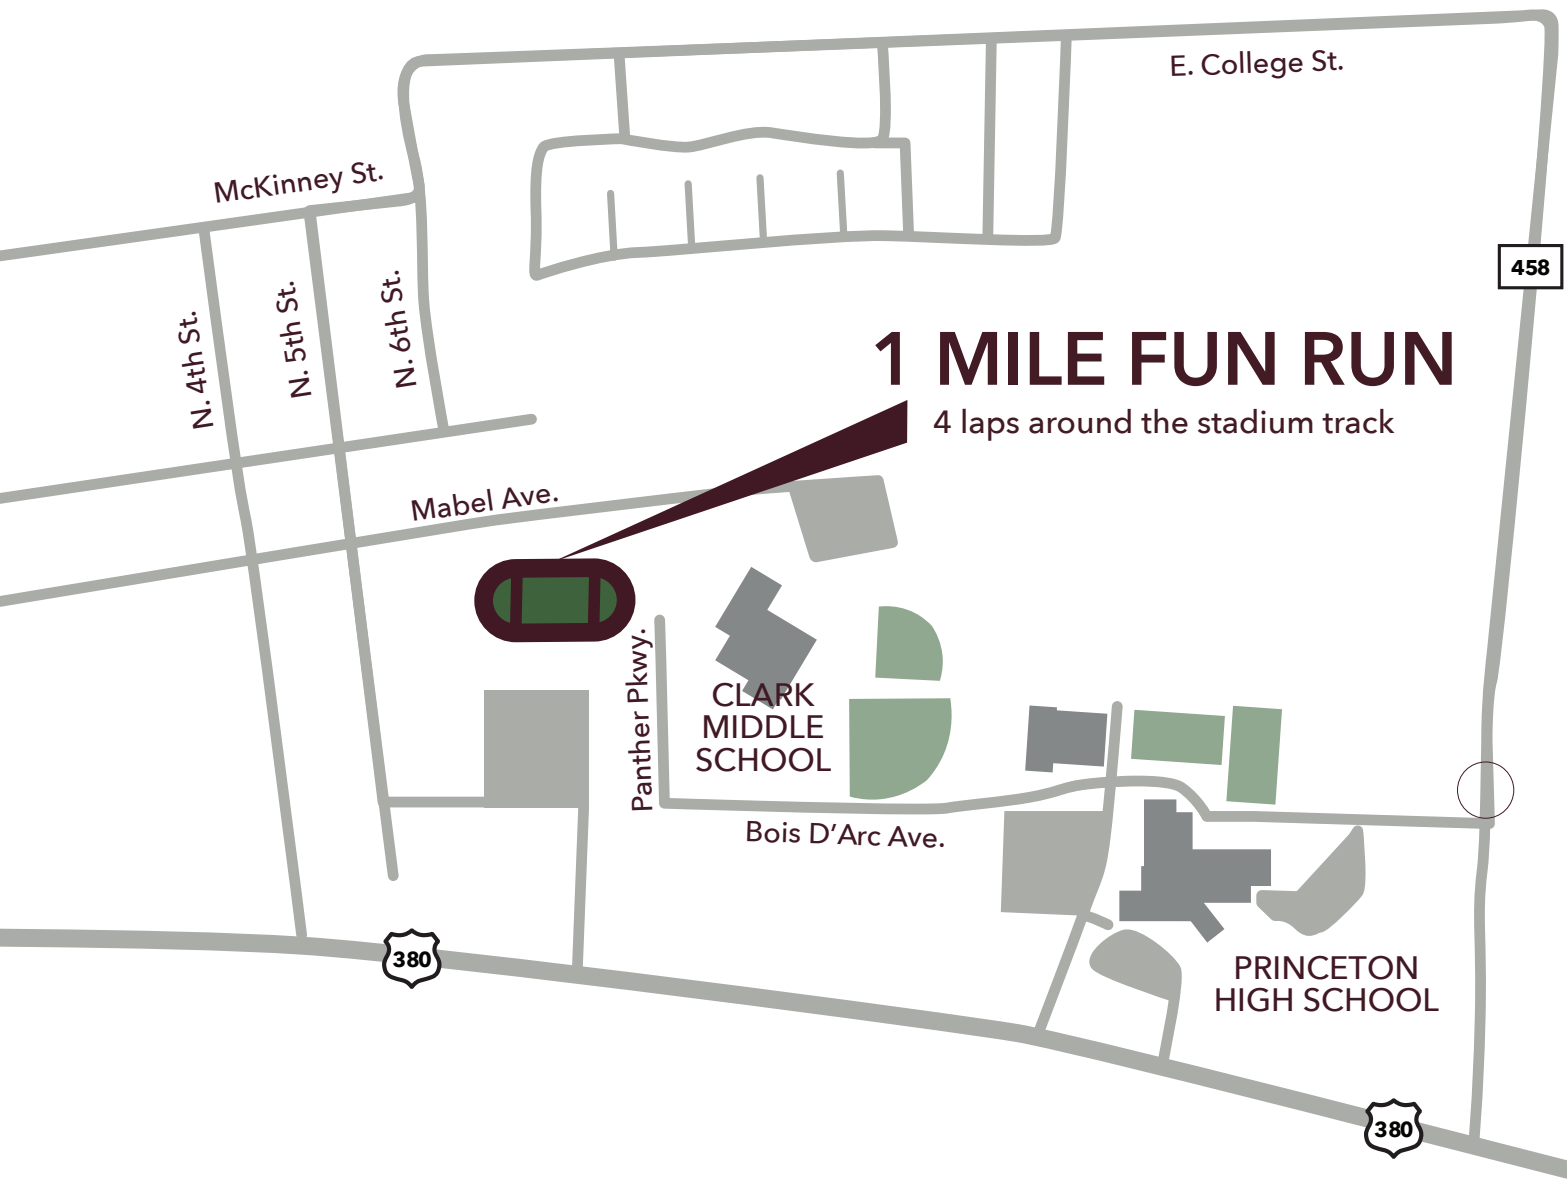 E. College St.
McKinney St.
458
N. 4th St.
N. 5th St.
N. 6th St.
1 MILE FUN RUN
4 laps around the stadium track
Mabel Ave.
Panther Pkwy.
CLARK
MIDDLE
SCHOOL
Bois D’Arc Ave.
380
PRINCETON
HIGH SCHOOL
380